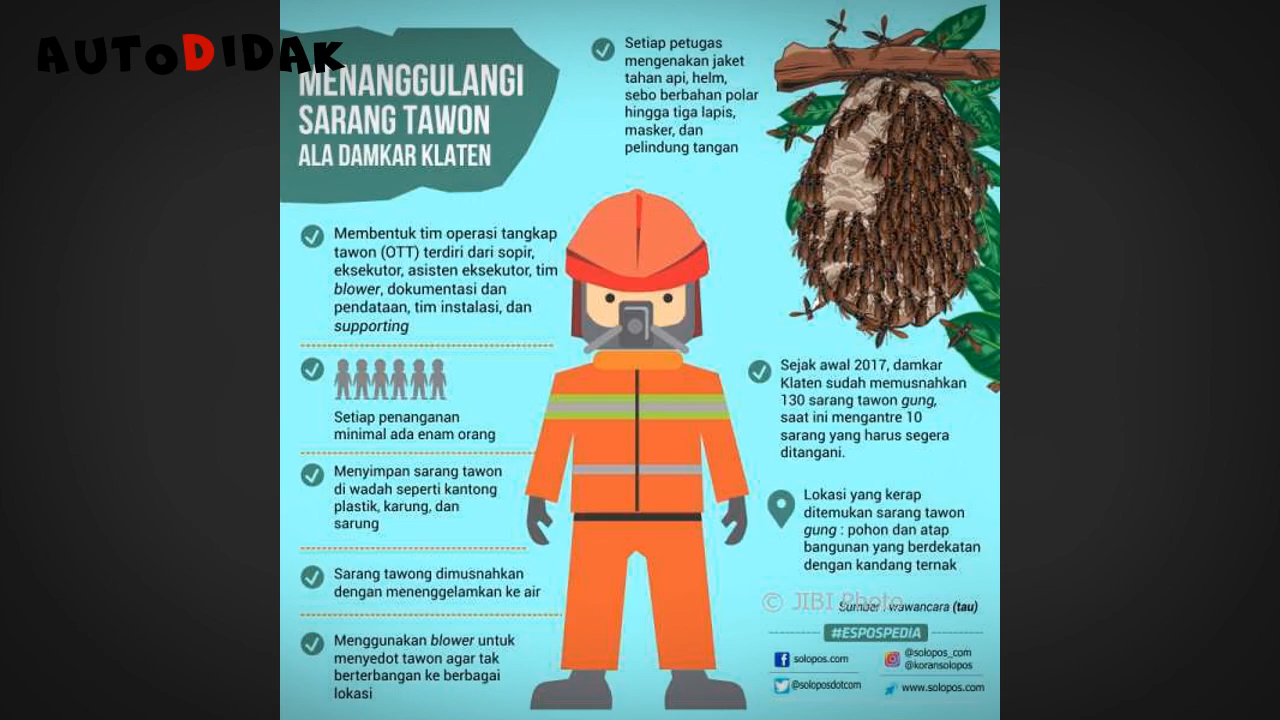 AUTODIDAK
MENANGGULANGI
SARANG TAWON
ALA DAMKAR KLATEN
Membentuk tim operasi tangkap
tawon (OTT) terdiri dari sopir,
eksekutor, asisten eksekutor, tim
blower, dokumentasi dan
pendataan, tim instalasi, dan
supporting
Setiap penanganan
minimal ada enam orang
Menyimpan sarang tawon
di wadah seperti kantong
plastik, karung, dan
sarung
Sarang tawong dimusnahkan
dengan menenggelamkan ke air
Menggunakan blower untuk
menyedot tawon agar tak
berterbangan ke berbagai
lokasi
Setiap petugas
mengenakan jaket
tahan api, helm,
sebo berbahan polar
hingga tiga lapis,
masker, dan
pelindung tangan
Sejak awal 2017, damkar
Klaten sudah memusnahkan
130 sarang tawon gung,
saat ini mengantre 10
sarang yang harus segera
ditangani.
Lokasi yang kerap
ditemukan sarang tawon
gung : pohon dan atap
bangunan yang berdekatan
dengan kandang ternak
© JIBI Photo
Sumber : wawancara (tau)
#ESPOSPEDIA
solopos.com
@solopos_com
@koransolopos
@soloposdotcom
www.solopos.com